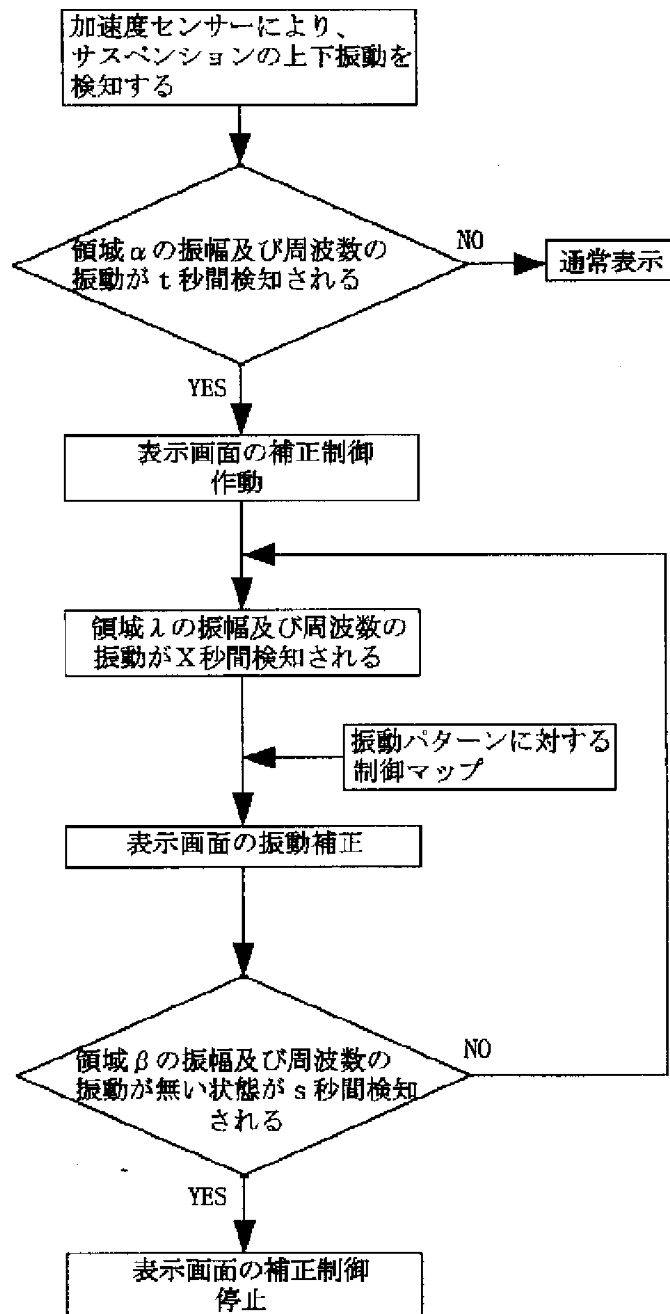 加速度センサーにより、
サスペンションの上下振動を
検知する
領域αの振幅及び周波数の
振動がt秒間検知される
NO
通常表示
YES
表示画面の補正制御
作動
領域λの振幅及び周波数の
振動がX秒間検知される
振動パターンに対する
制御マップ
表示画面の振動補正
領域βの振幅及び周波数の
振動が無い状態がs秒間検知
される
NO
YES
表示画面の補正制御
停止